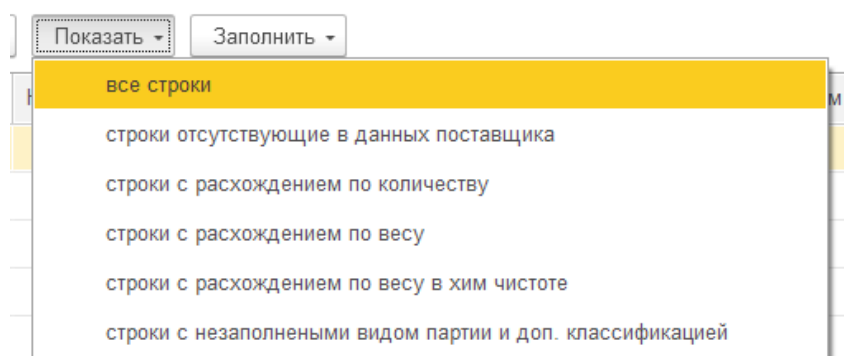 Показать Заполнить
все строки
строки отсутствующие в данных поставщика
строки с расхождением по количеству
строки с расхождением по весу
строки с расхождением по весу в хим чистоте
строки с незаполнеными видом партии и доп. классификацией